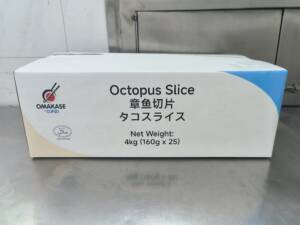 OMAKASE
Octopus Slice
章鱼切片
タコスライス
Net Weight:
4kg (160g x 25)